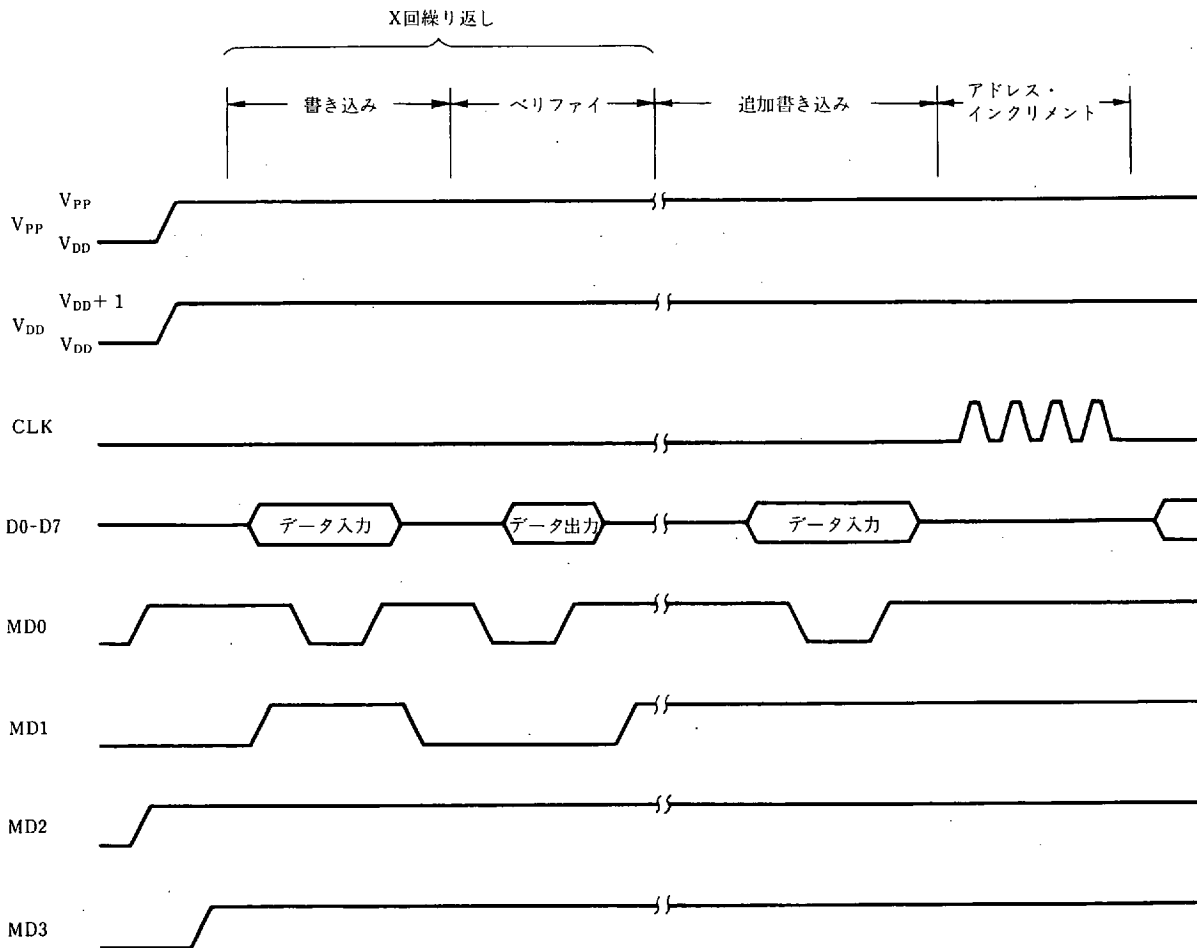 X回繰り返し
書き込み
ベリファイ
追加書き込み
アドレス・
インクリメント
VPP
VPP
VDD
VDD + 1
VDD
VDD
CLK
D0-D7
データ入力
データ出力
データ入力
MD0
MD1
MD2
MD3